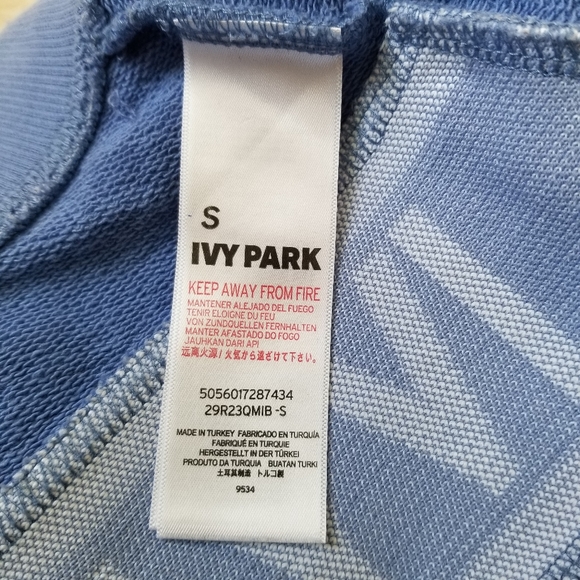 S
IVY PARK
KEEP AWAY FROM FIRE
MANTENER ALEJADO DEL FUEGO
TENIR ELOIGNE DU FEU
VON ZUNDQUELLEN FERNHALTEN
MANTER AFASTADO DO FOGO
JAUHKAN DARI API
远离火源/火気から遠ざけて下さい。
5056017287434
29R23QMIB -S
MADE IN TURKEY FABRICADO EN TURQUÍA
FABRIQUÉ EN TURQUIE
HERGESTELLT IN DER TÜRKEI
PRODUTO DA TURQUIA BUATAN TURKI
土耳其制造 トルコ製
9534